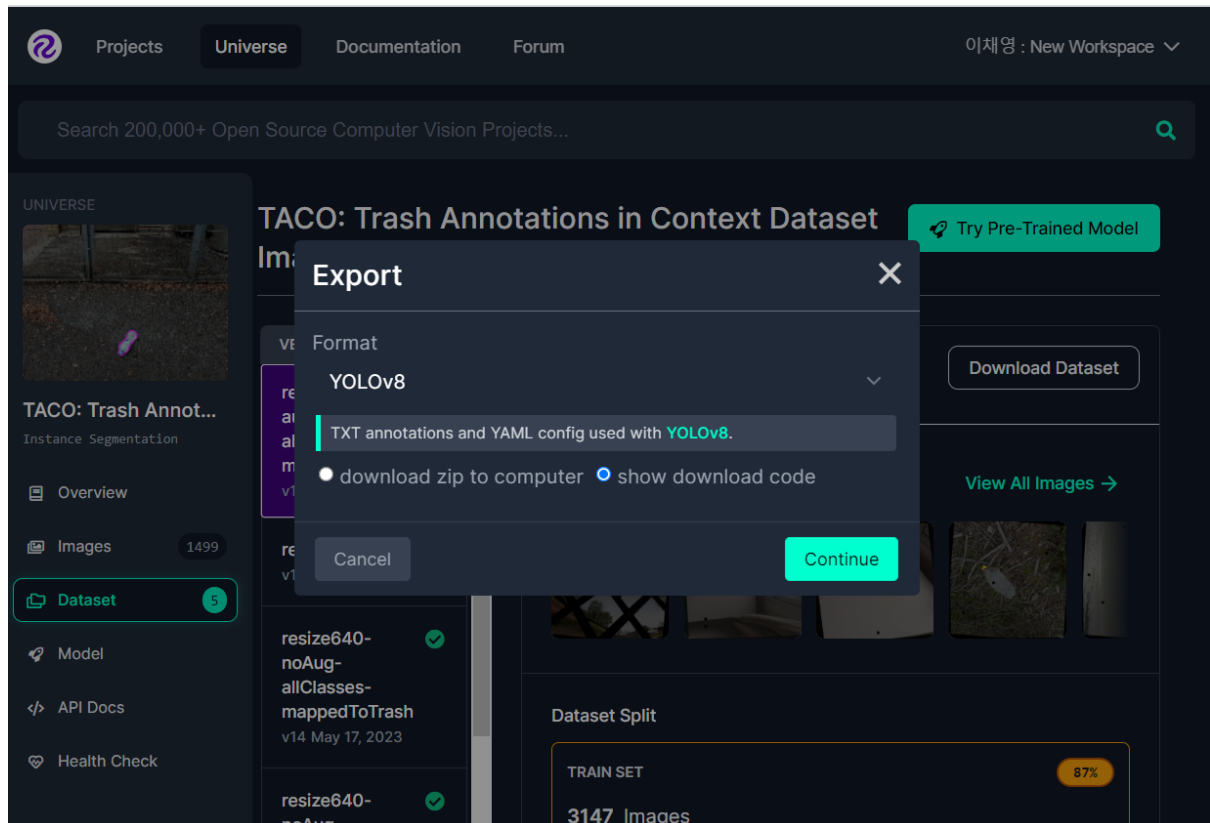 Projects
Universe
Documentation
Forum
이채영 : New Workspace
Search 200,000+ Open Source Computer Vision Projects...
UNIVERSE
TACO: Trash Annot...
Instance Segmentation
Overview
Images 1499
Dataset 5
Model
API Docs
Health Check
TACO: Trash Annotations in Context Dataset
Try Pre-Trained Model
Export
Format
YOLOv8
TXT annotations and YAML config used with YOLOv8.
download zip to computer
show download code
Cancel
Continue
Download Dataset
View All Images →
resize640-
noAug-
allClasses-
mappedToTrash
v14 May 17, 2023
resize640-
Dataset Split
TRAIN SET
87%
3147 Images